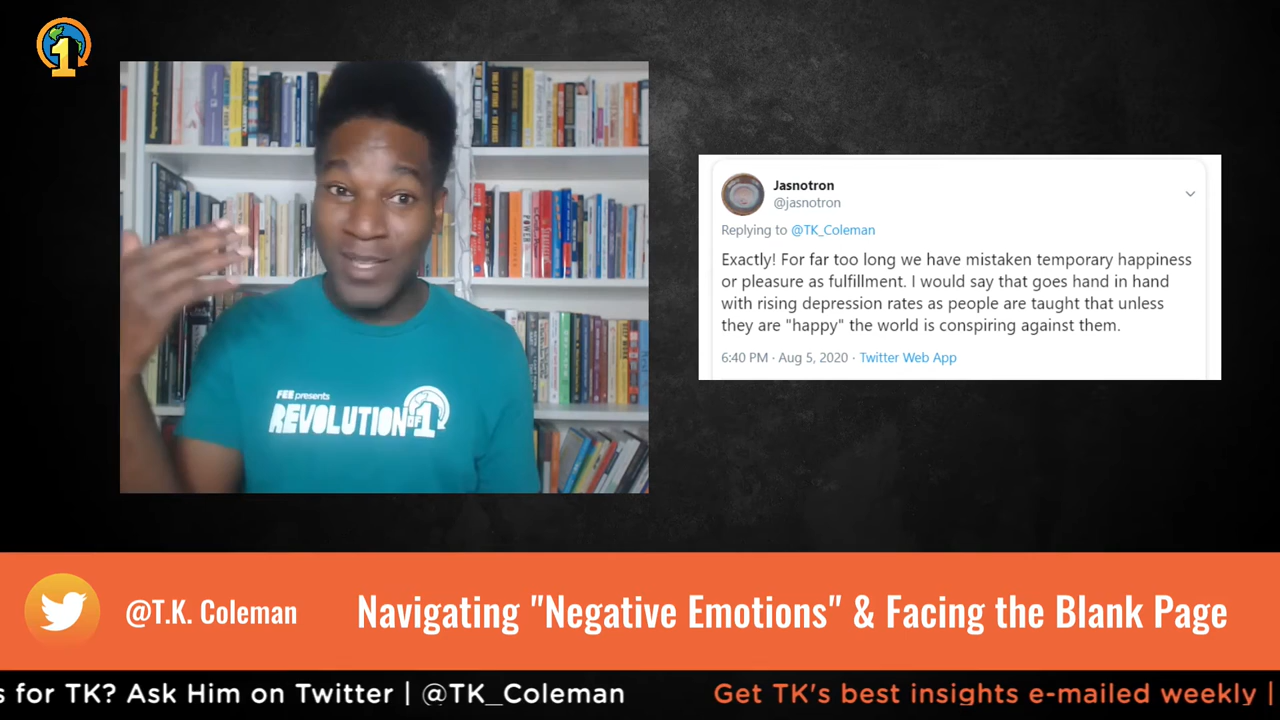 1
FEE presents
REVOLUTION OF 1
POWER
Jasnotron
@jasnotron
Replying to @TK_Coleman
Exactly! For far too long we have mistaken temporary happiness
or pleasure as fulfillment. I would say that goes hand in hand
with rising depression rates as people are taught that unless
they are "happy" the world is conspiring against them.
6:40 PM · Aug 5, 2020 · Twitter Web App
@T.K. Coleman
Navigating "Negative Emotions" & Facing the Blank Page
s for TK? Ask Him on Twitter | @TK_Coleman
Get TK's best insights e-mailed weekly |